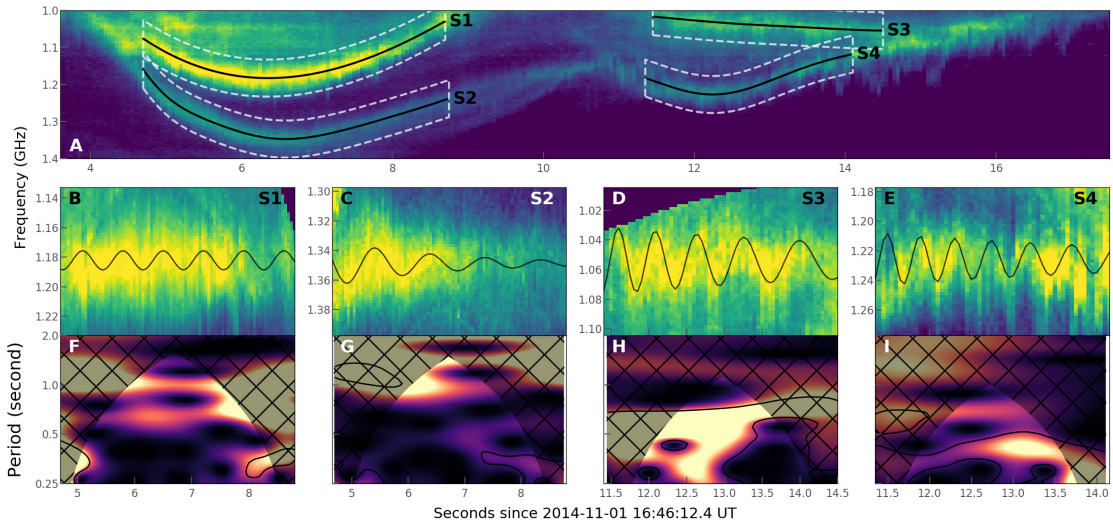 1.0
1.1
1.2
1.3
1.4
S1
S2
S3
S4
A
4
6
8
10
12
14
16
Frequency (GHz)
B
S1
1.14
1.16
1.18
1.20
1.22
C
S2
1.30
1.32
1.34
1.36
1.38
D
S3
1.02
1.04
1.06
1.08
1.10
E
S4
1.18
1.20
1.22
1.24
1.26
Period (second)
2.0
1.0
0.5
0.25
F
5
6
7
8
G
5
6
7
8
H
11.5
12.0
12.5
13.0
13.5
14.0
14.5
I
11.5
12.0
12.5
13.0
13.5
14.0
Seconds since 2014-11-01 16:46:12.4 UT